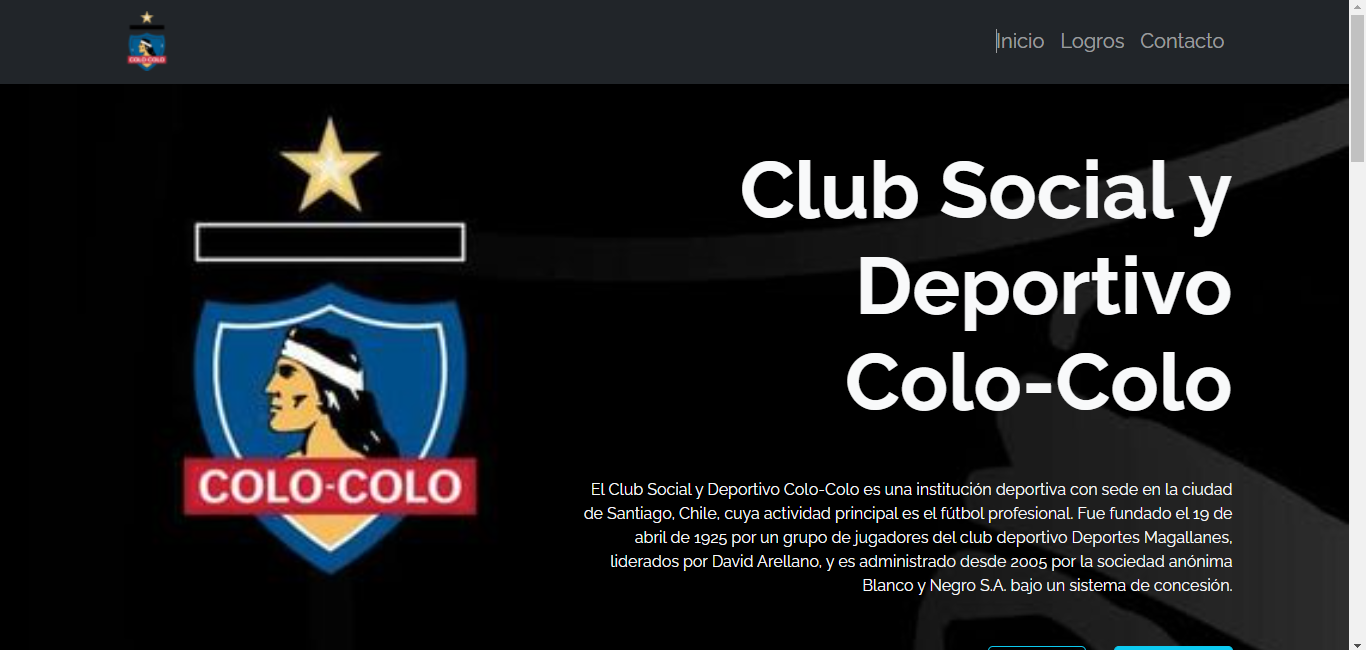 COLO-COLO
Inicio Logros Contacto
COLO-COLO
Club Social y
Deportivo
Colo-Colo
El Club Social y Deportivo Colo-Colo es una institución deportiva con sede en la ciudad
de Santiago, Chile, cuya actividad principal es el fútbol profesional. Fue fundado el 19 de
abril de 1925 por un grupo de jugadores del club deportivo Deportes Magallanes,
liderados por David Arellano, y es administrado desde 2005 por la sociedad anónima
Blanco y Negro S.A. bajo un sistema de concesión.